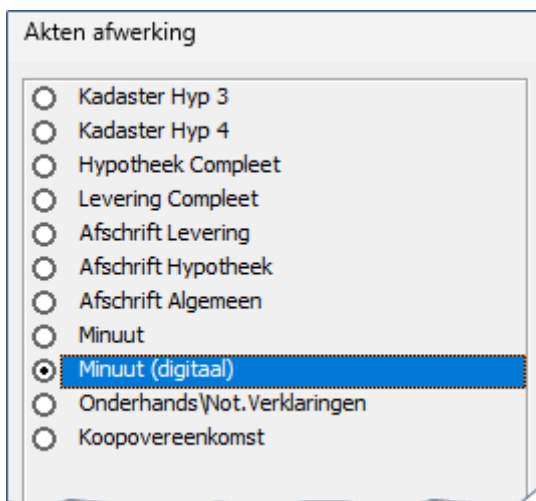 Akten afwerking
Kadaster Hyp 3
Kadaster Hyp 4
Hypotheek Compleet
Levering Compleet
Afschrift Levering
Afschrift Hypotheek
Afschrift Algemeen
Minuut
Minuut (digitaal)
Onderhands\Not.Verklaringen
Koopovereenkomst